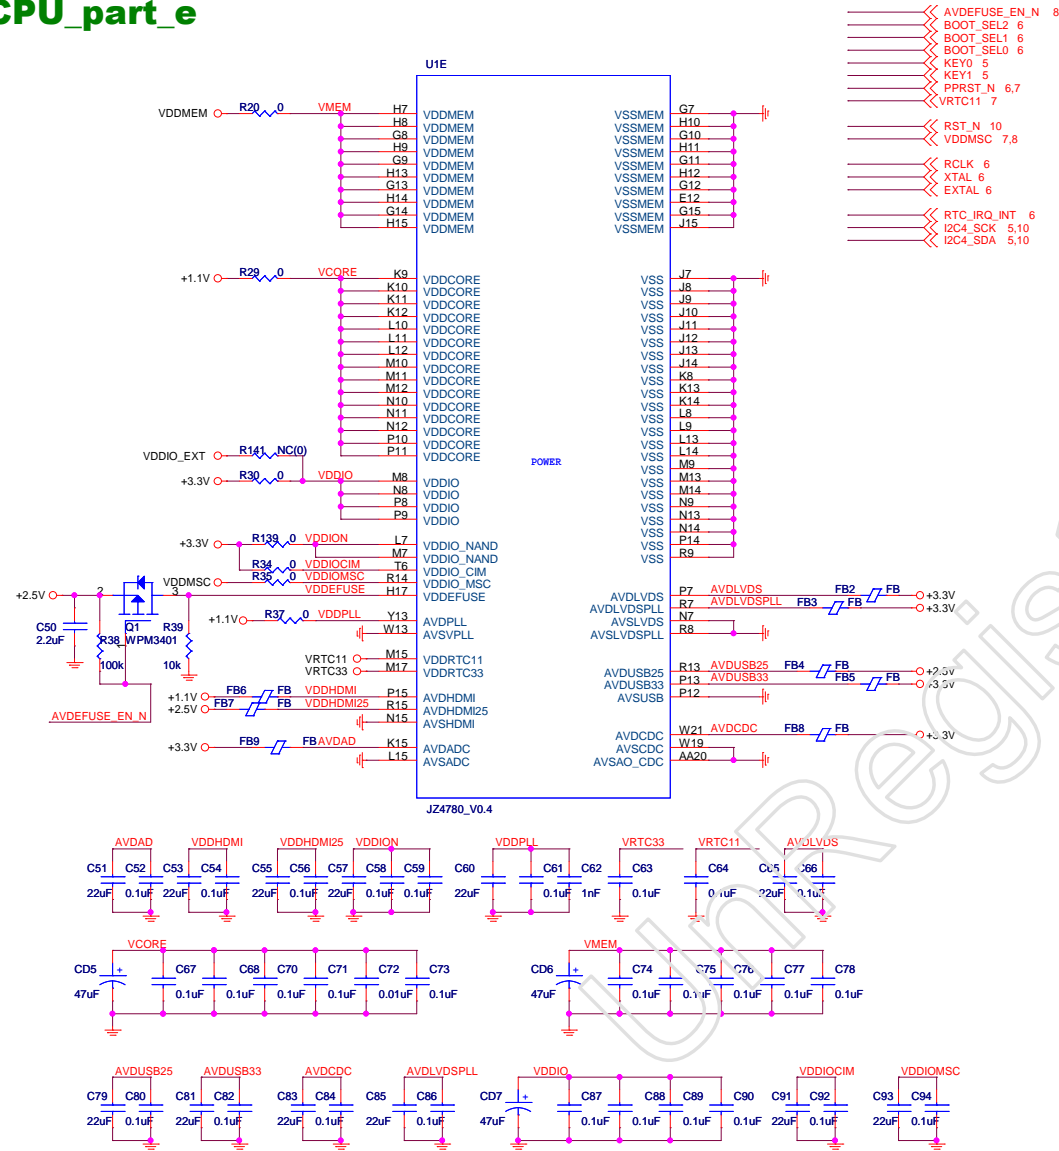 CPU_part_e
AVDEFUSE_EN_N 8
BOOT_SEL2 6
BOOT_SEL1 6
BOOT_SEL0 6
KEY0 5
KEY1 5
PPRST_N 6,7
VRTC11 7
RST_N 10
VDDMSC 7,8
RCLK 6
XTAL 6
EXTAL 6
RTC_IRQ_INT 6
I2C4_SCK 5,10
I2C4_SDA 5,10
U1E
VDDMEM R20 0 VMEM H7 VDDMEM VSSMEM G7
H8 VDDMEM VSSMEM H10
G8 VDDMEM VSSMEM G10
H9 VDDMEM VSSMEM H11
G9 VDDMEM VSSMEM G11
H13 VDDMEM VSSMEM H12
G13 VDDMEM VSSMEM G12
H14 VDDMEM VSSMEM E12
G14 VDDMEM VSSMEM G15
H15 VDDMEM VSSMEM J15
+1.1V R29 0 VCORE K9 VDDCORE VSS J7
K10 VDDCORE VSS J8
K11 VDDCORE VSS J9
K12 VDDCORE VSS J10
L10 VDDCORE VSS J11
L11 VDDCORE VSS J12
L12 VDDCORE VSS J13
M10 VDDCORE VSS J14
M11 VDDCORE VSS K8
M12 VDDCORE VSS K13
N10 VDDCORE VSS K14
N11 VDDCORE VSS L8
N12 VDDCORE VSS L9
P10 VDDCORE VSS L13
P11 VDDCORE VSS L14
VDDIO_EXT R141 NC(0)
POWER
VSS M9
+3.3V R30 0 VDDIO M8 VDDIO VSS M13
N8 VDDIO VSS M14
P8 VDDIO VSS N9
P9 VDDIO VSS N13
VSS N14
+3.3V R139 0 VDDION L7 VDDIO_NAND VSS P14
M7 VDDIO_NAND VSS R9
R34 0 VDDIOCIM T6 VDDIO_CIM
VDDMSC R35 0 VDDIOMSC R14 VDDIO_MSC
+2.5V 2 3 VDDEFUSE H17 VDDEFUSE
AVDLVDS P7 AVDLVDS FB2 FB +3.3V
AVDLVDSPLL R7 AVDLVDSPLL FB3 FB +3.3V
AVSLVDS N7
AVSLVDSPLL R8
C50 2.2uF
Q1 WPM3401 1
R38 100k
R39 10k
AVDEFUSE_EN_N
+1.1V R37 0 VDDPLL Y13 AVDPLL
W13 AVSVPLL
VRTC11 M15 VDDRTC11
VRTC33 M17 VDDRTC33
AVDUSB25 R13 AVDUSB25 FB4 FB +2.5V
AVDUSB33 P13 AVDUSB33 FB5 FB +3.3V
AVSUSB P12
+1.1V FB6 FB VDDHDMI P15 AVDHDMI
+2.5V FB7 FB VDDHDMI25 R15 AVDHDMI25
N15 AVSHDMI
AVDCDC W21 AVDCDC FB8 FB +3.3V
AVSCDC W19
AVSAO_CDC AA20
+3.3V FB9 FB AVDAD K15 AVDADC
L15 AVSADC
JZ4780_V0.4
AVDAD VDDHDMI VDDHDMI25 VDDION VDDPLL VRTC33 VRTC11 AVDLVDS
C51 C52 C53 C54 C55 C56 C57 C58 C59 C60 C61 C62 C63 C64 C65 C66
22uF 0.1uF 22uF 0.1uF 22uF 0.1uF 22uF 0.1uF 0.1uF 22uF 0.1uF 1nF 0.1uF 0.1uF 22uF 0.1uF
VCORE VMEM
CD5 C67 C68 C70 C71 C72 C73 CD6 C74 C75 C76 C77 C78
47uF 0.1uF 0.1uF 0.1uF 0.1uF 0.01uF 0.1uF 47uF 0.1uF 0.1uF 0.1uF 0.1uF 0.1uF
AVDUSB25 AVDUSB33 AVDCDC AVDLVDSPLL VDDIO VDDIOCIM VDDIOMSC
C79 C80 C81 C82 C83 C84 C85 C86 CD7 C87 C88 C89 C90 C91 C92 C93 C94
22uF 0.1uF 22uF 0.1uF 22uF 0.1uF 22uF 0.1uF 47uF 0.1uF 0.1uF 0.1uF 0.1uF 22uF 0.1uF 22uF 0.1uF
UnRegis